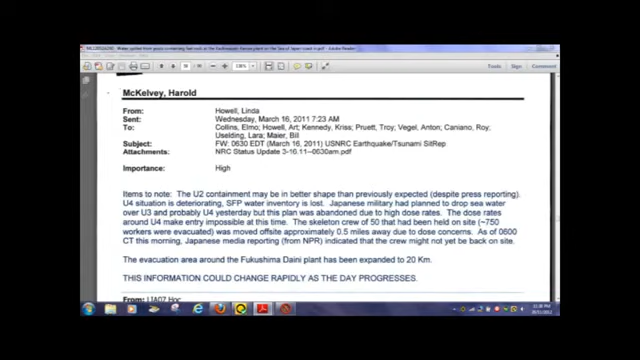 McKelvey, Harold
From: Howell, Linda
Sent: Wednesday, March 16, 2011 7:23 AM
To: Collins, Elmo; Howell, Art; Kennedy, Kriss; Pruett, Troy; Vegel, Anton; Caniano, Roy;
Uselding, Lara; Maier, Bill
Subject: FW: 0630 EDT (March 16, 2011) USNRC Earthquake/Tsunami SitRep
Attachments: NRC Status Update 3-16.11--0630am.pdf
Importance: High
Items to note: The U2 containment may be in better shape than previously expected (despite press reporting).
U4 situation is deteriorating, SFP water inventory is lost. Japanese military had planned to drop sea water
over U3 and probably U4 yesterday but this plan was abandoned due to high dose rates. The dose rates
around U4 make entry impossible at this time. The skeleton crew of 50 that had been held on site (~750
workers were evacuated) was moved offsite approximately 0.5 miles away due to dose concerns. As of 0600
CT this morning, Japanese media reporting (from NPR) indicated that the crew might not yet be back on site.
The evacuation area around the Fukushima Daini plant has been expanded to 20 Km.
THIS INFORMATION COULD CHANGE RAPIDLY AS THE DAY PROGRESSES.
From: LIA07 Hoc
Tools Sign Comment